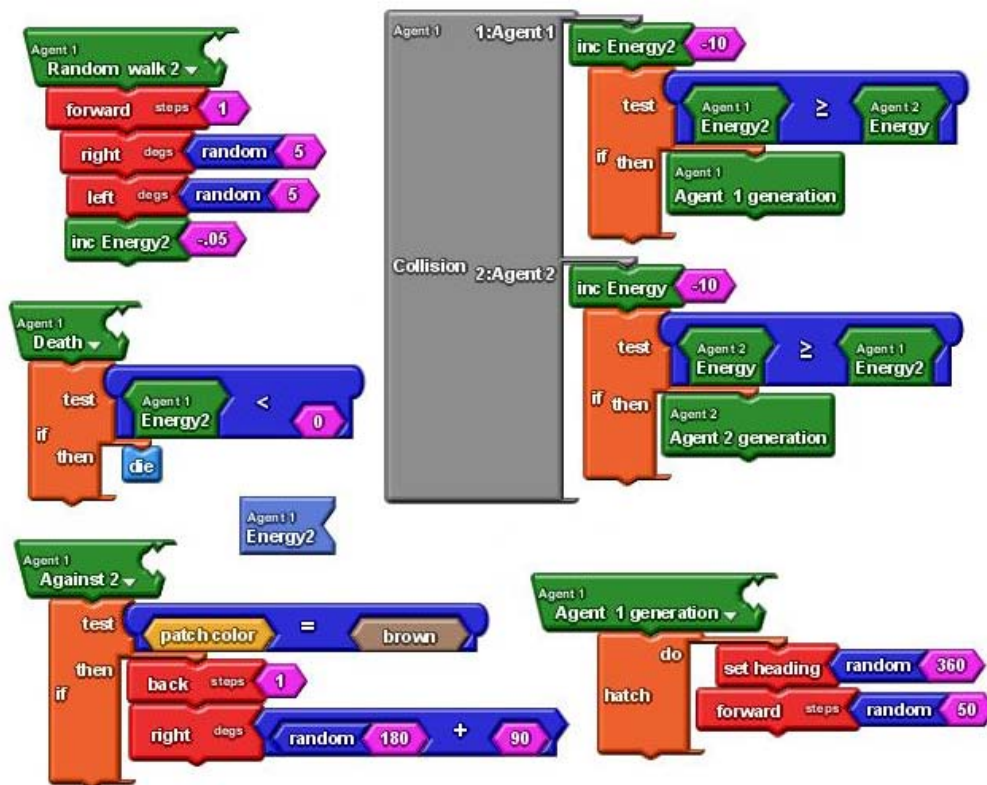 Agent 1
Random walk 2
forward steps 1
right degs random 5
left degs random 5
inc Energy2 -.05
Agent 1
Death
test
Agent 1
Energy2 < 0
if
then die
Agent 1
Energy2
Agent 1
Against 2
test patch color = brown
then
if
back steps 1
right degs random 180 + 90
Agent 1 1:Agent 1
inc Energy2 -10
test
Agent 1 Agent 2
Energy2 ≥ Energy
if then
Agent 1
Agent 1 generation
Collision 2:Agent 2
inc Energy -10
test
Agent 2 Agent 1
Energy ≥ Energy2
if then
Agent 2
Agent 2 generation
Agent 1
Agent 1 generation
do
set heading random 360
hatch
forward steps random 50